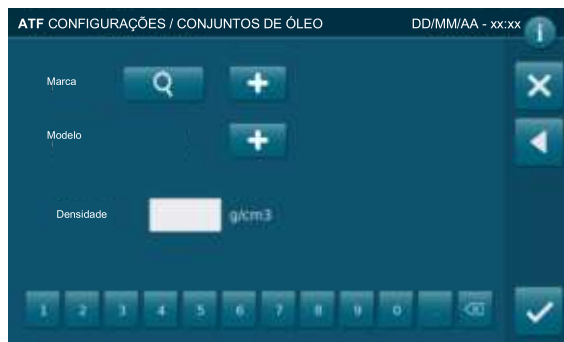 ATF CONFIGURAÇÕES / CONJUNTOS DE ÓLEO DD/MM/AA - xx:xx i
Marca
Modelo
Densidade g/cm3
1 2 3 4 5 6 7 8 9 0 .